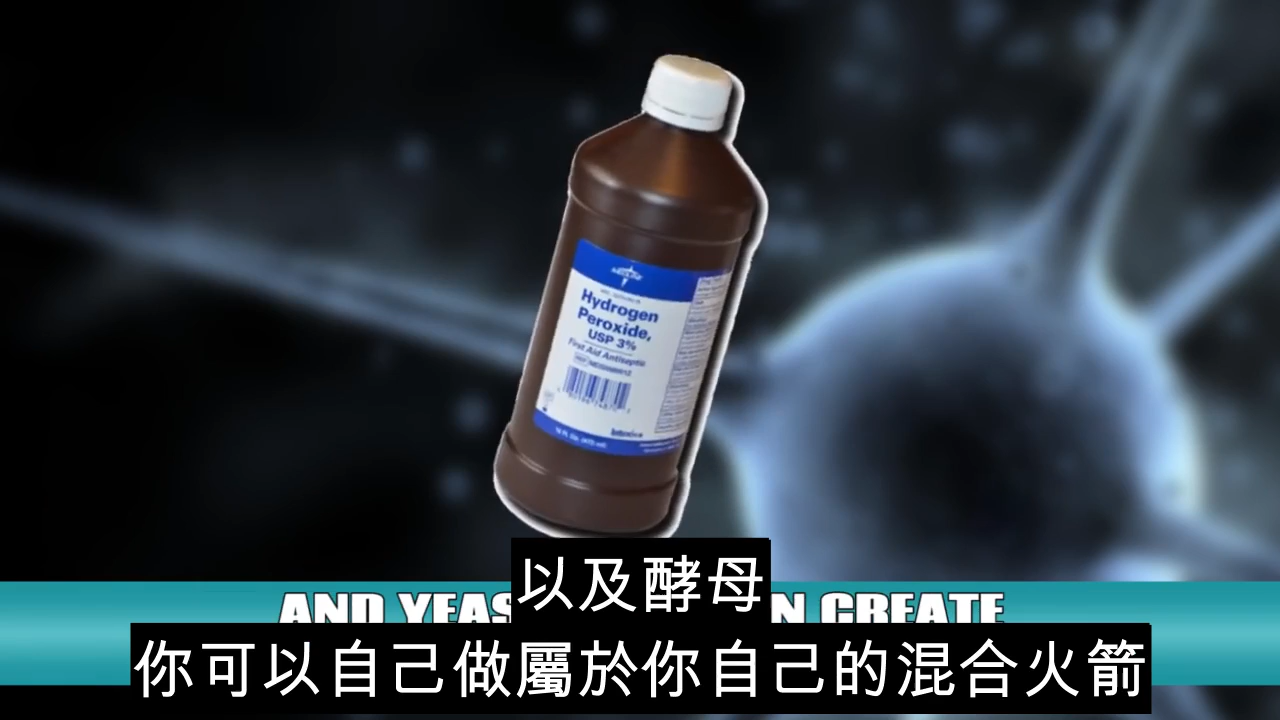 Hydrogen
Peroxide,
USP 3%
First Aid Antiseptic
以及酵母
AND YEAS N CREATE
你可以自己做屬於你自己的混合火箭